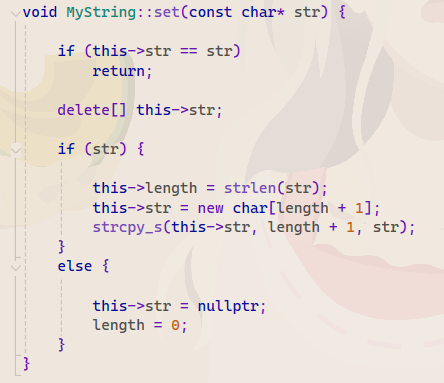 void MyString::set(const char* str) {
if (this->str == str)
return;
delete[] this->str;
if (str) {
this->length = strlen(str);
this->str = new char[length + 1];
strcpy_s(this->str, length + 1, str);
}
else {
this->str = nullptr;
length = 0;
}
}